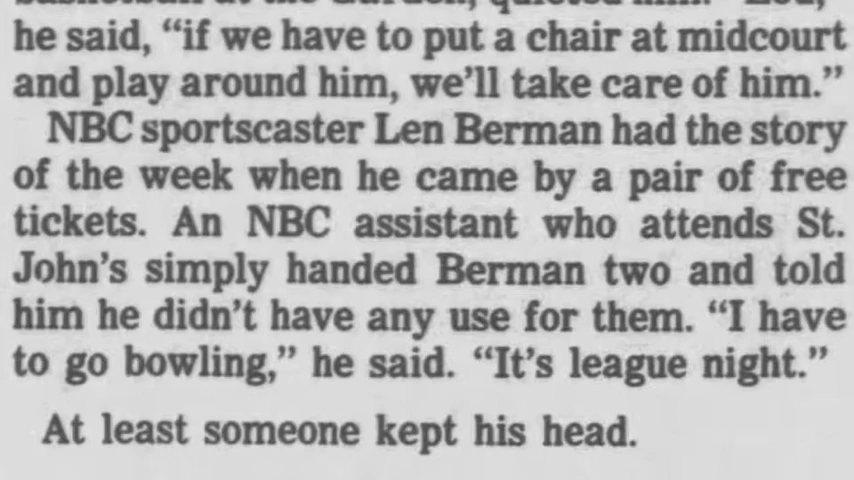 he said, “if we have to put a chair at midcourt
and play around him, we’ll take care of him.”
NBC sportscaster Len Berman had the story
of the week when he came by a pair of free
tickets. An NBC assistant who attends St.
John’s simply handed Berman two and told
him he didn’t have any use for them. “I have
to go bowling,” he said. “It’s league night.”
At least someone kept his head.